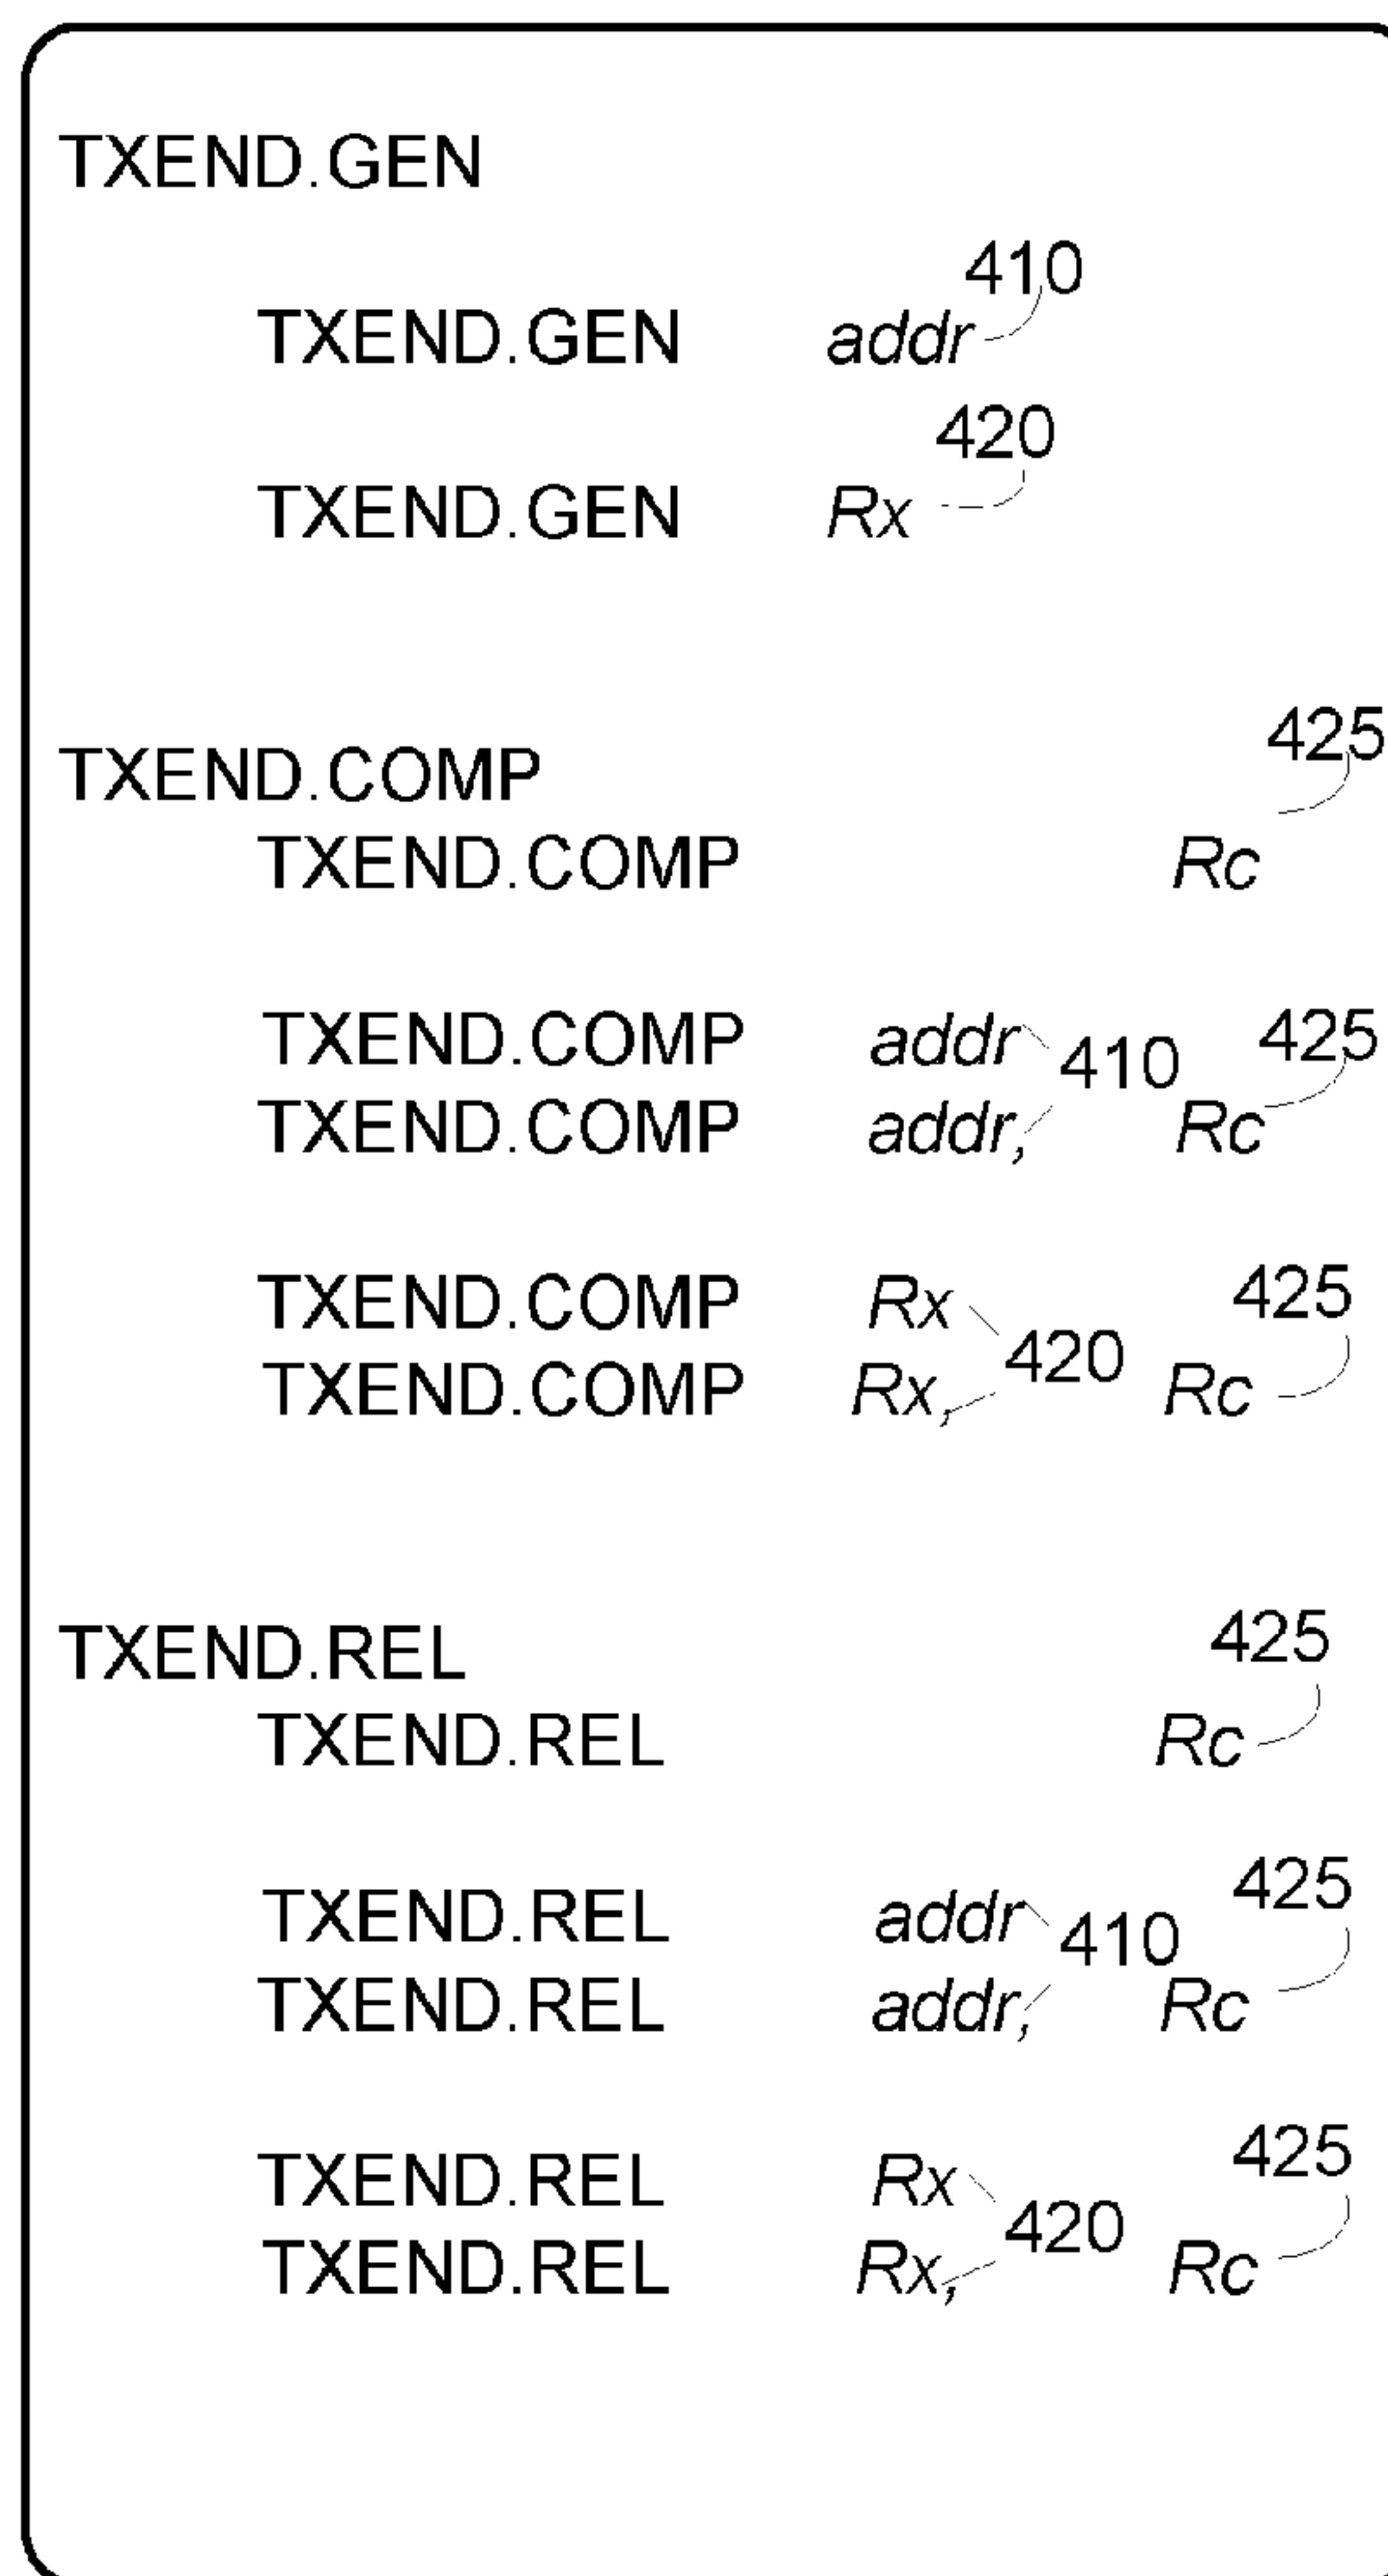 TXEND.GEN
410
TXEND.GEN addr
420
TXEND.GEN Rx
425
TXEND.COMP
TXEND.COMP Rc
TXEND.COMP addr 410 425
TXEND.COMP addr, Rc
TXEND.COMP Rx 425
420
TXEND.COMP Rx, Rc
TXEND.REL 425
TXEND.REL Rc
425
TXEND.REL addr 410
TXEND.REL addr, Rc
425
TXEND.REL Rx
420
TXEND.REL Rx, Rc